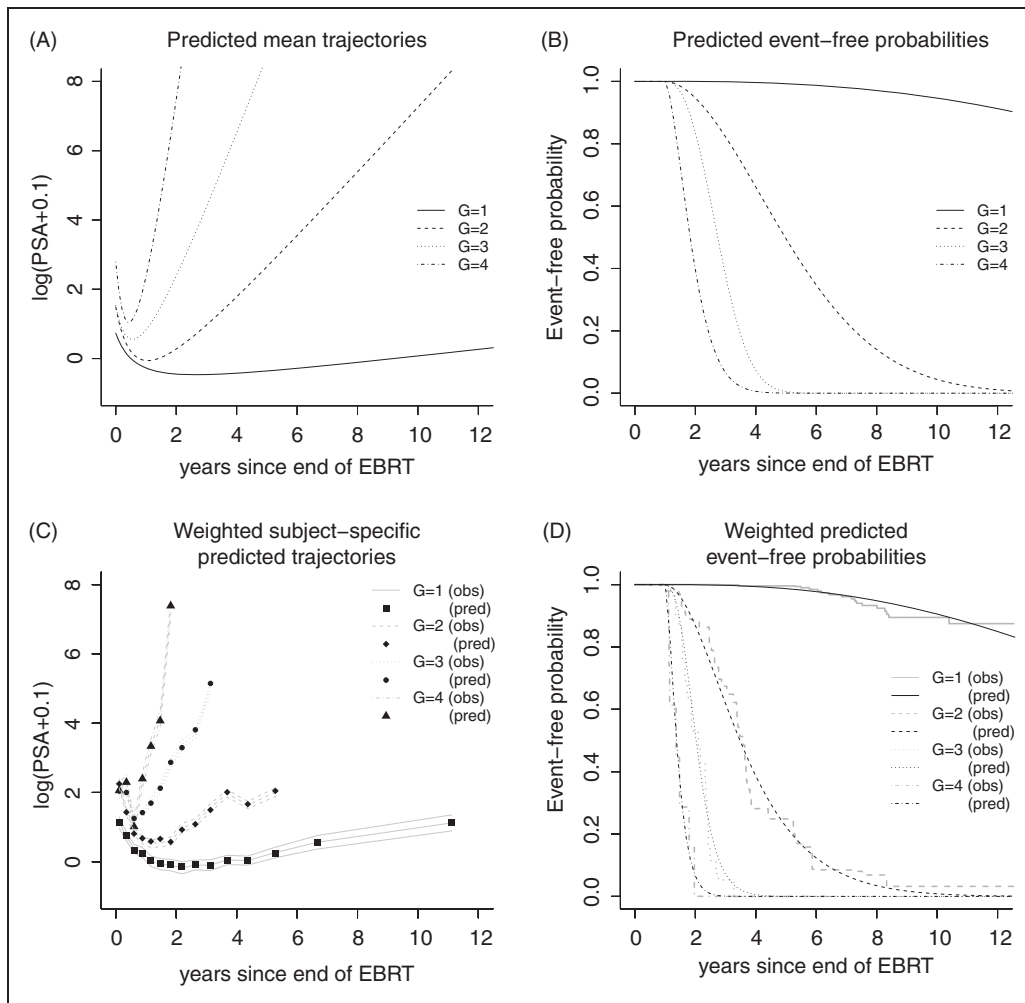 (A)
Predicted mean trajectories
log(PSA+0.1)
8
6
4
2
0
G=1
G=2
G=3
G=4
0 2 4 6 8 10 12
years since end of EBRT
(B)
Predicted event−free probabilities
Event−free probability
1.0
0.8
0.6
0.4
0.2
0.0
G=1
G=2
G=3
G=4
0 2 4 6 8 10 12
years since end of EBRT
(C)
Weighted subject−specific
predicted trajectories
log(PSA+0.1)
8
6
4
2
0
G=1 (obs)
(pred)
G=2 (obs)
(pred)
G=3 (obs)
(pred)
G=4 (obs)
(pred)
0 2 4 6 8 10 12
years since end of EBRT
(D)
Weighted predicted
event−free probabilities
Event−free probability
1.0
0.8
0.6
0.4
0.2
0.0
G=1 (obs)
(pred)
G=2 (obs)
(pred)
G=3 (obs)
(pred)
G=4 (obs)
(pred)
0 2 4 6 8 10 12
years since end of EBRT